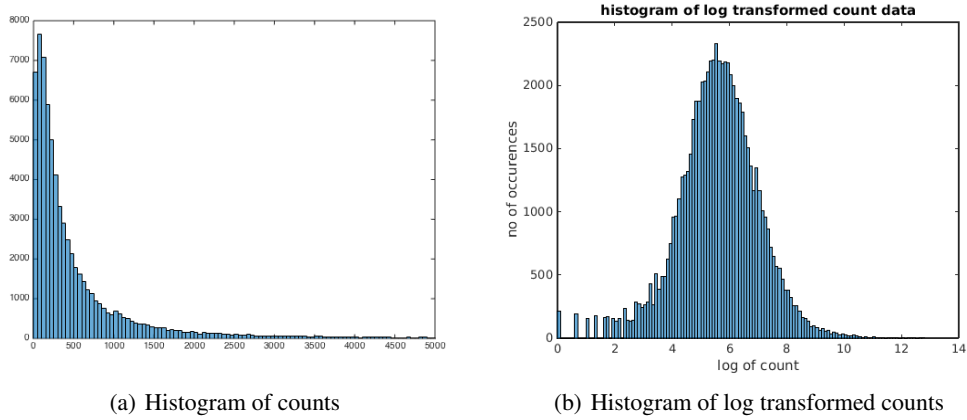 8000
7000
6000
5000
4000
3000
2000
1000
0
0 500 1000 1500 2000 2500 3000 3500 4000 4500 5000
(a) Histogram of counts
histogram of log transformed count data
no of occurences
2500
2000
1500
1000
500
0
0 2 4 6 8 10 12 14
log of count
(b) Histogram of log transformed counts